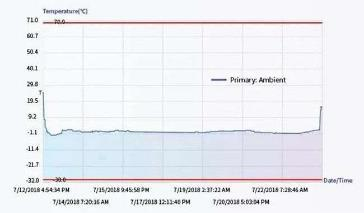 Temperature(℃)
71.0
70.0
60.7
50.4
40.1
29.8
19.5
9.2
-1.1
-11.4
-21.7
-32.0
-30.0
Primary: Ambient
Date/Time
7/12/2018 4:54:34 PM
7/15/2018 9:45:58 PM
7/19/2018 2:37:22 AM
7/22/2018 7:28:46 AM
7/14/2018 7:20:16 AM
7/17/2018 12:11:40 PM
7/20/2018 5:03:04 PM